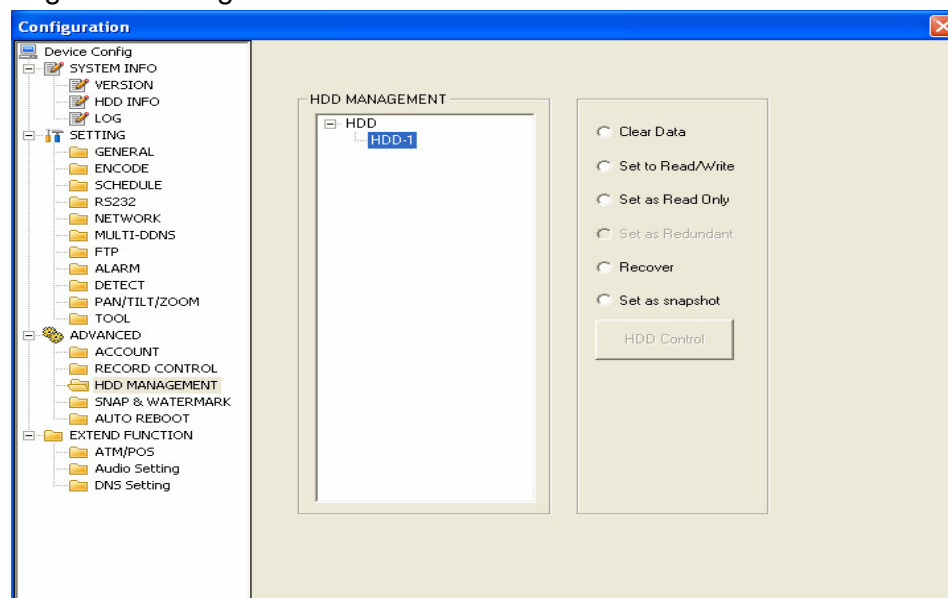 Configuration
Device Config
SYSTEM INFO
VERSION
HDD INFO
LOG
SETTING
GENERAL
ENCODE
SCHEDULE
RS232
NETWORK
MULTI-DDNS
FTP
ALARM
DETECT
PAN/TILT/ZOOM
TOOL
ADVANCED
ACCOUNT
RECORD CONTROL
HDD MANAGEMENT
SNAP & WATERMARK
AUTO REBOOT
EXTEND FUNCTION
ATM/POS
Audio Setting
DNS Setting
HDD MANAGEMENT
HDD
HDD-1
Clear Data
Set to Read/Write
Set as Read Only
Set as Redundant
Recover
Set as snapshot
HDD Control